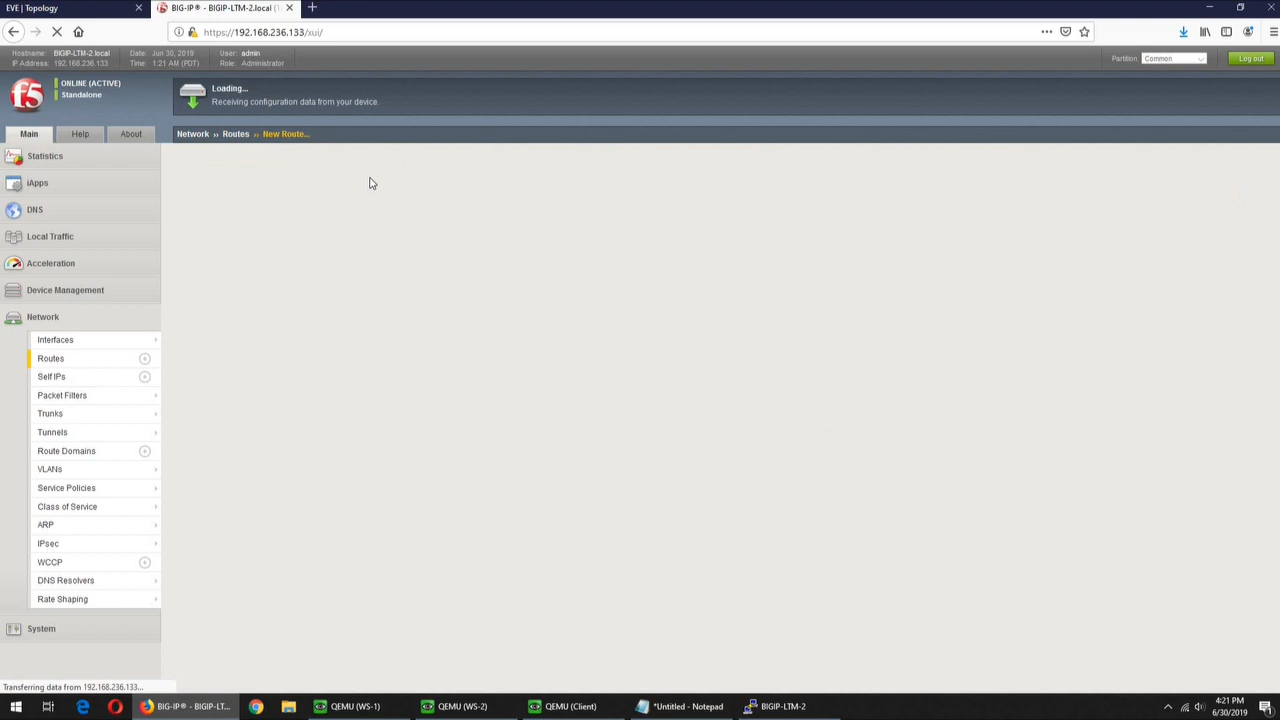 EVE | Topology
BIG-IP® - BIGIP-LTM-2.local (
https://192.168.236.133/xui/
Hostname: BIGIP-LTM-2.local
IP Address: 192.168.236.133
Date: Jun 30, 2019
Time: 1:21 AM (PDT)
User: admin
Role: Administrator
Partition: Common
Log out
f5
ONLINE (ACTIVE)
Standalone
Loading...
Receiving configuration data from your device.
Main
Help
About
Network ›› Routes ›› New Route...
Statistics
iApps
DNS
Local Traffic
Acceleration
Device Management
Network
Interfaces
Routes
Self IPs
Packet Filters
Trunks
Tunnels
Route Domains
VLANs
Service Policies
Class of Service
ARP
IPsec
WCCP
DNS Resolvers
Rate Shaping
System
Transferring data from 192.168.236.133...
BIG-IP® - BIGIP-LT...
QEMU (WS-1)
QEMU (WS-2)
QEMU (Client)
*Untitled - Notepad
BIGIP-LTM-2
4:21 PM
6/30/2019